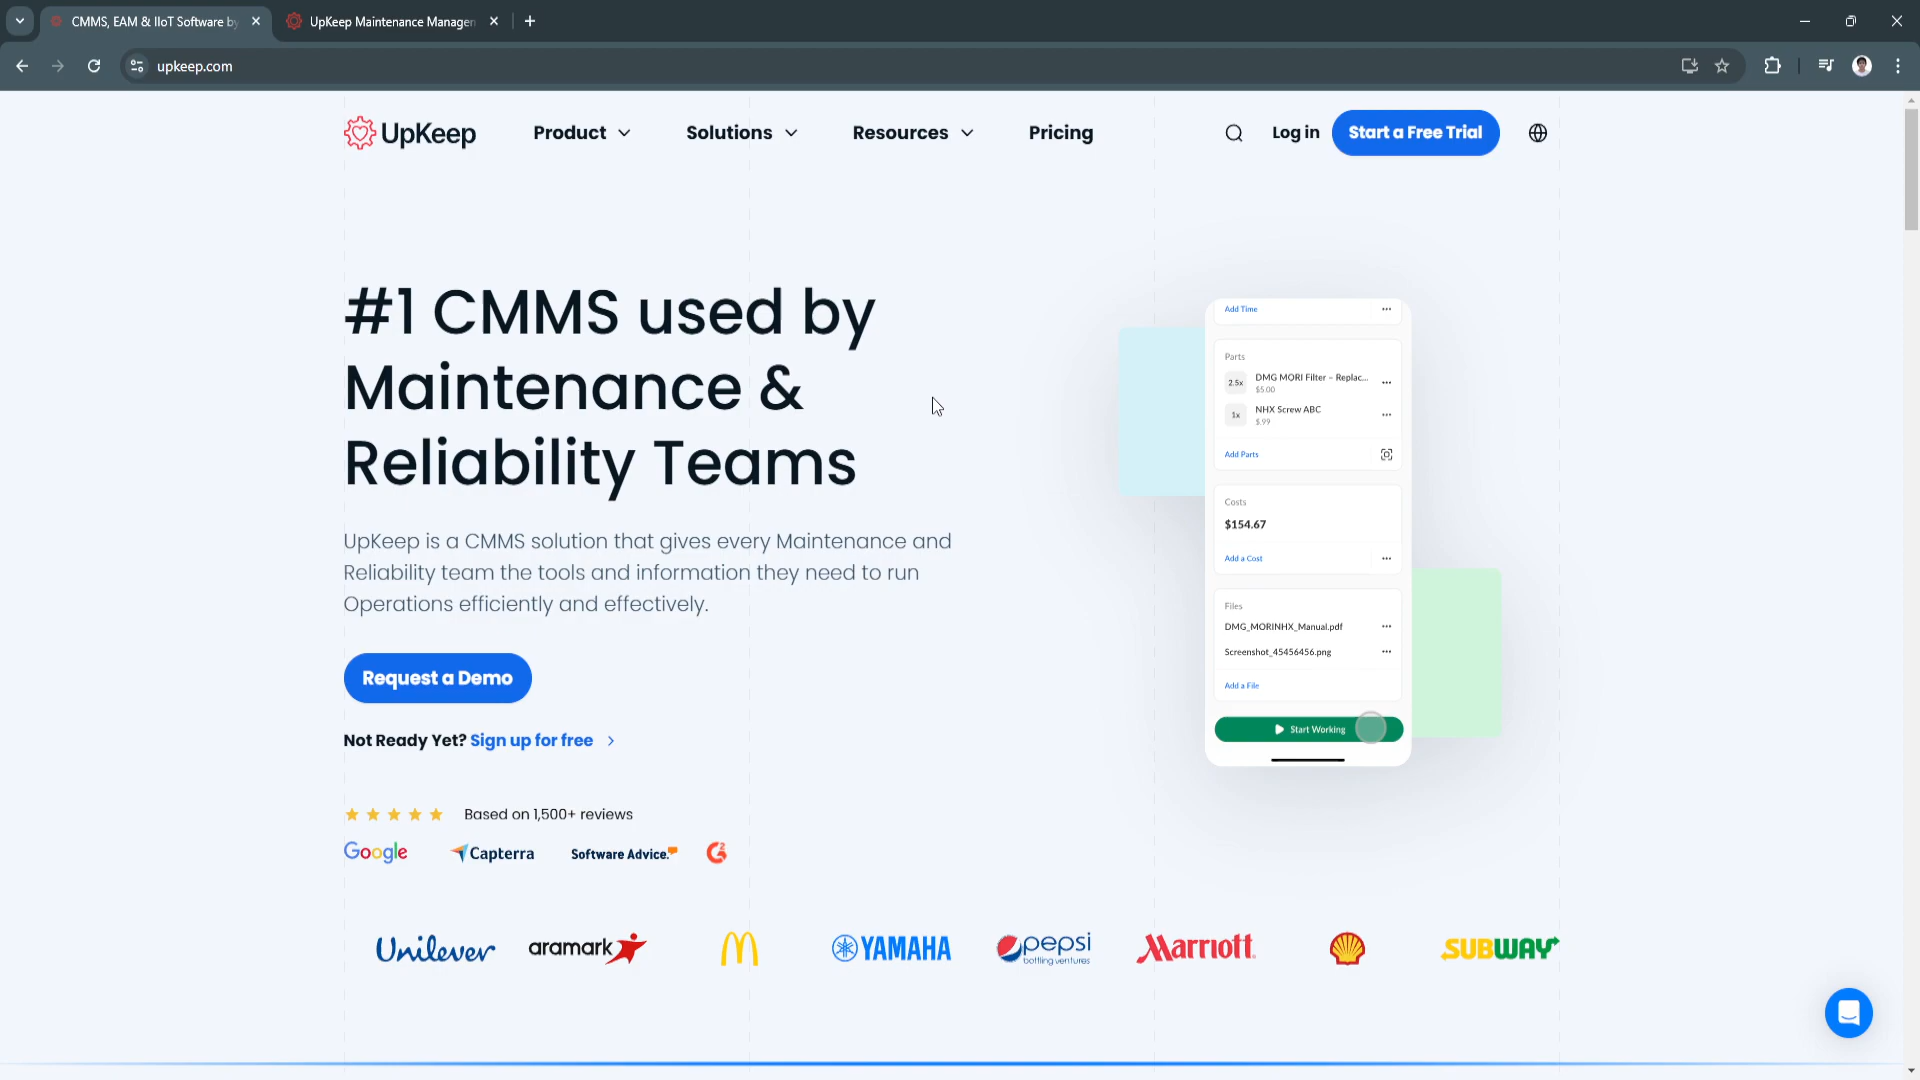 CMMS, EAM & IIoT Software by
UpKeep Maintenance Managem
upkeep.com
UpKeep
Product
Solutions
Resources
Pricing
Log in
Start a Free Trial
#1 CMMS used by
Maintenance &
Reliability Teams
UpKeep is a CMMS solution that gives every Maintenance and
Reliability team the tools and information they need to run
Operations efficiently and effectively.
Request a Demo
Not Ready Yet? Sign up for free
Based on 1,500+ reviews
Google
Capterra
Software Advice.
G2
Add Time
Parts
2.5x
DMG MORI Filter – Replac...
$5.00
1x
NHX Screw ABC
$.99
Add Parts
Costs
$154.67
Add a Cost
Files
DMG_MORINHX_Manual.pdf
Screenshot_45456456.png
Add a File
Start Working
Unilever
aramark
YAMAHA
pepsi
bottling ventures
Marriott
SUBWAY